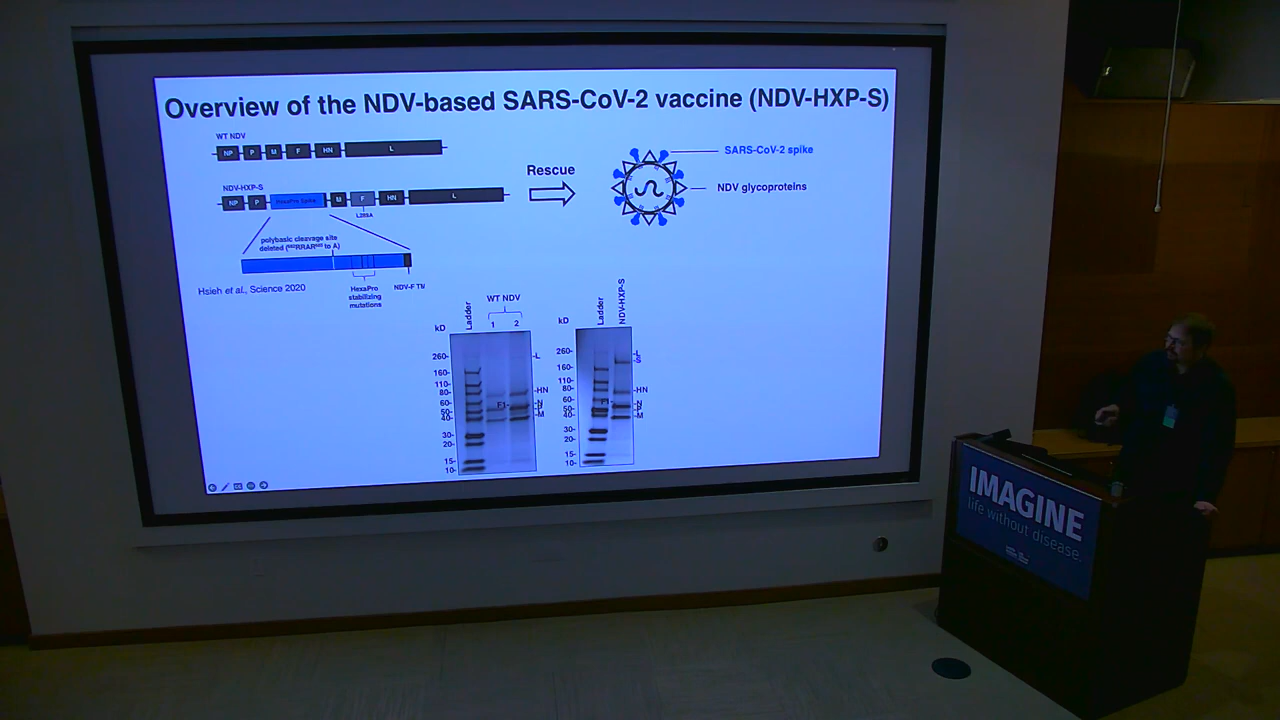 Overview of the NDV-based SARS-CoV-2 vaccine (NDV-HXP-S)
WT NDV
NP P M F HN L
NDV-HXP-S
NP P HexaPro Spike M F HN L
L289A
polybasic cleavage site
deleted (682RRAR685 to A)
HexaPro
stabilizing
mutations
NDV-F TM
Hsieh et al., Science 2020
Rescue
SARS-CoV-2 spike
NDV glycoproteins
WT NDV
kD
Ladder
1 2
260-
160-
110-
80-
60-
50-
40-
30-
20-
15-
10-
-L
-HN
F1-
-N
-P
-M
kD
Ladder
NDV-HXP-S
260-
160-
110-
80-
60-
50-
40-
30-
20-
15-
10-
-L
-S
-HN
-N
-P
-M
IMAGINE
life without disease.